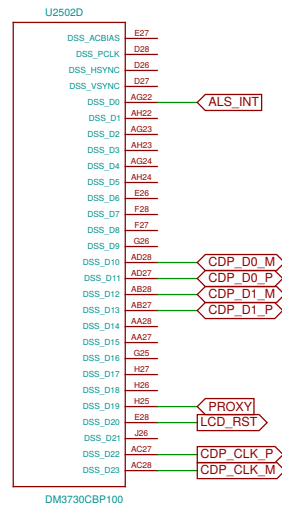 U2502D
DSS_ACBIAS E27
DSS_PCLK D28
DSS_HSYNC D26
DSS_VSYNC D27
DSS_D0 AG22 ALS_INT
DSS_D1 AH22
DSS_D2 AG23
DSS_D3 AH23
DSS_D4 AG24
DSS_D5 AH24
DSS_D6 E26
DSS_D7 F28
DSS_D8 F27
DSS_D9 G26
DSS_D10 AD28 CDP_D0_M
DSS_D11 AD27 CDP_D0_P
DSS_D12 AB28 CDP_D1_M
DSS_D13 AB27 CDP_D1_P
DSS_D14 AA28
DSS_D15 AA27
DSS_D16 G25
DSS_D17 H27
DSS_D18 H26
DSS_D19 H25 PROXY
DSS_D20 E28 LCD_RST
DSS_D21 J26
DSS_D22 AC27 CDP_CLK_P
DSS_D23 AC28 CDP_CLK_M
DM3730CBP100